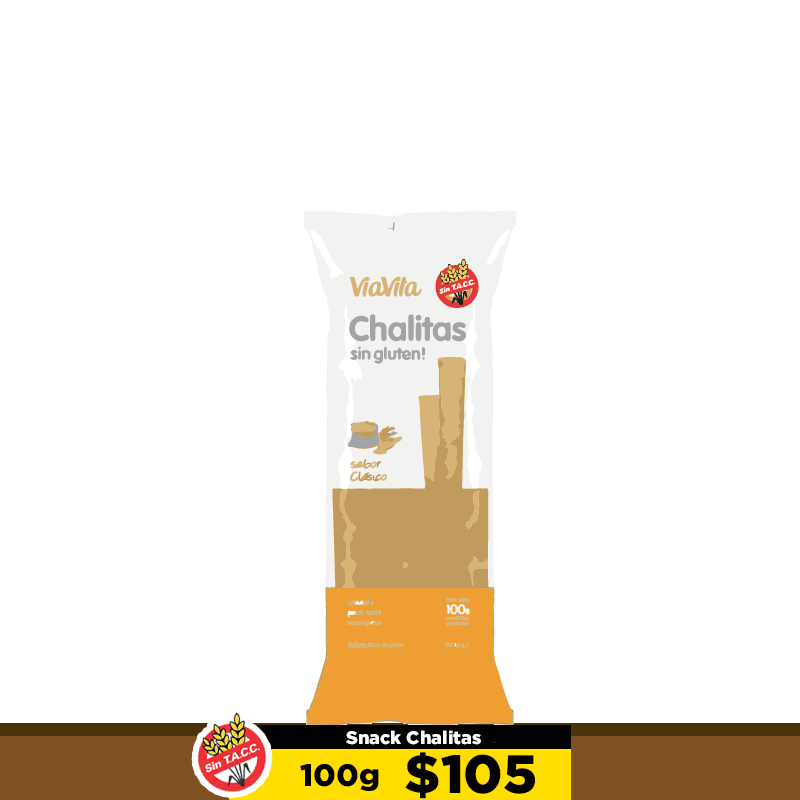 ViaVita
Sin T.A.C.C.
Chalitas
sin gluten!
sabor
Clásico
100g
Snack Chalitas
Sin T.A.C.C.
100g $105